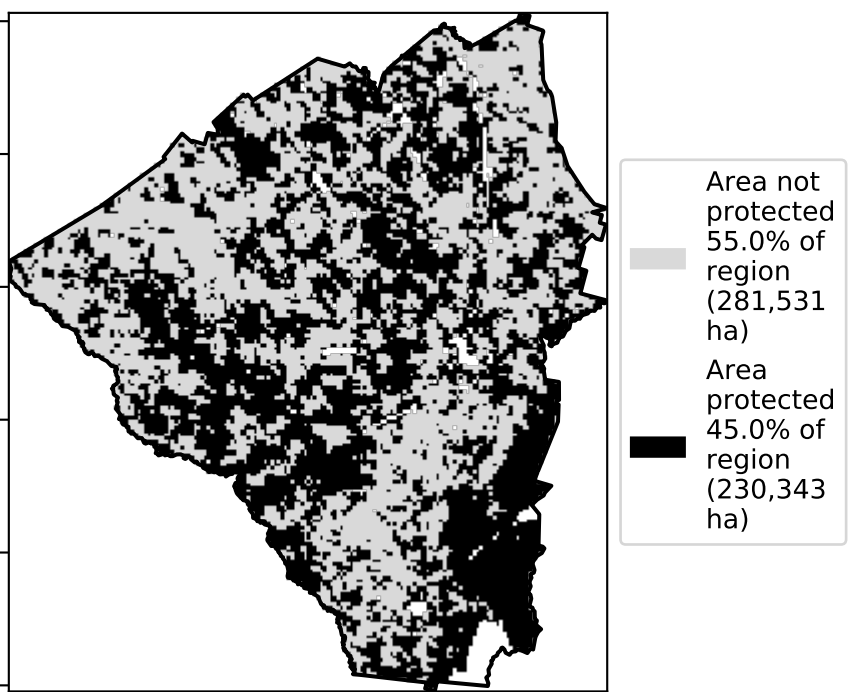 Area not
protected
55.0% of
region
(281,531
ha)
Area
protected
45.0% of
region
(230,343
ha)